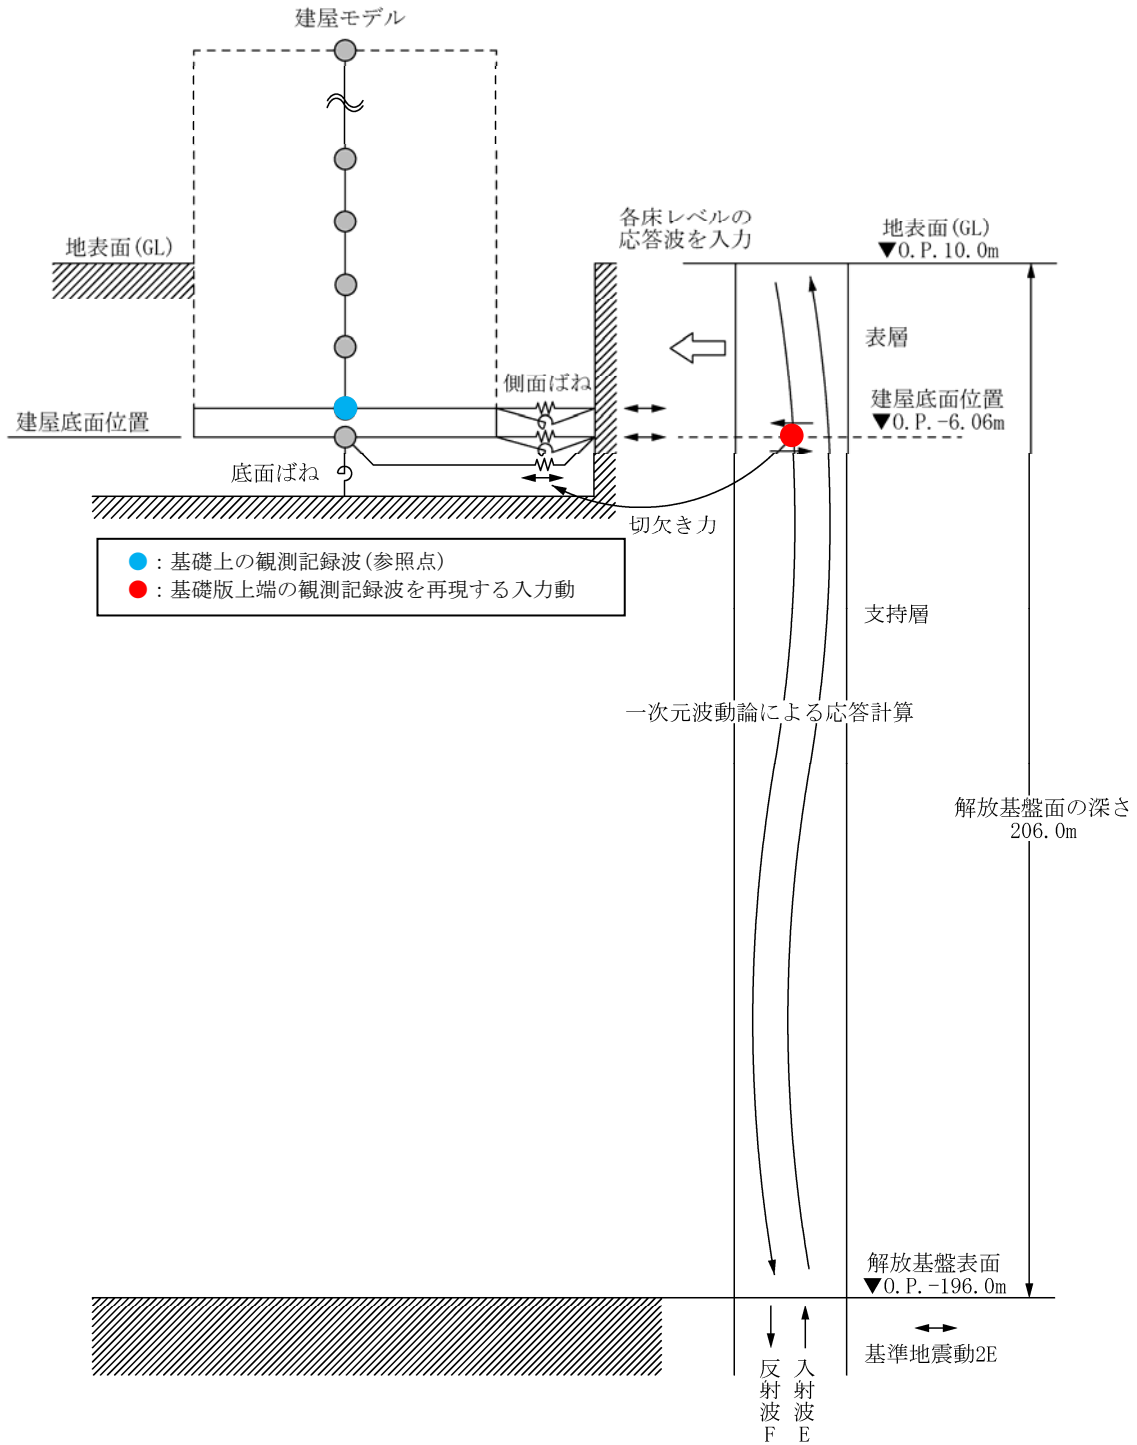 建屋モデル
各床レベルの
応答波を入力
地表面(GL)
地表面(GL)
▼O.P.10.0m
表層
側面ばね
建屋底面位置
建屋底面位置
▼O.P.-6.06m
底面ばね
切欠き力
●：基礎上の観測記録波(参照点)
●：基礎版上端の観測記録波を再現する入力動
支持層
一次元波動論による応答計算
解放基盤面の深さ
206.0m
解放基盤表面
▼O.P.-196.0m
基準地震動2E
反射波F
入射波E